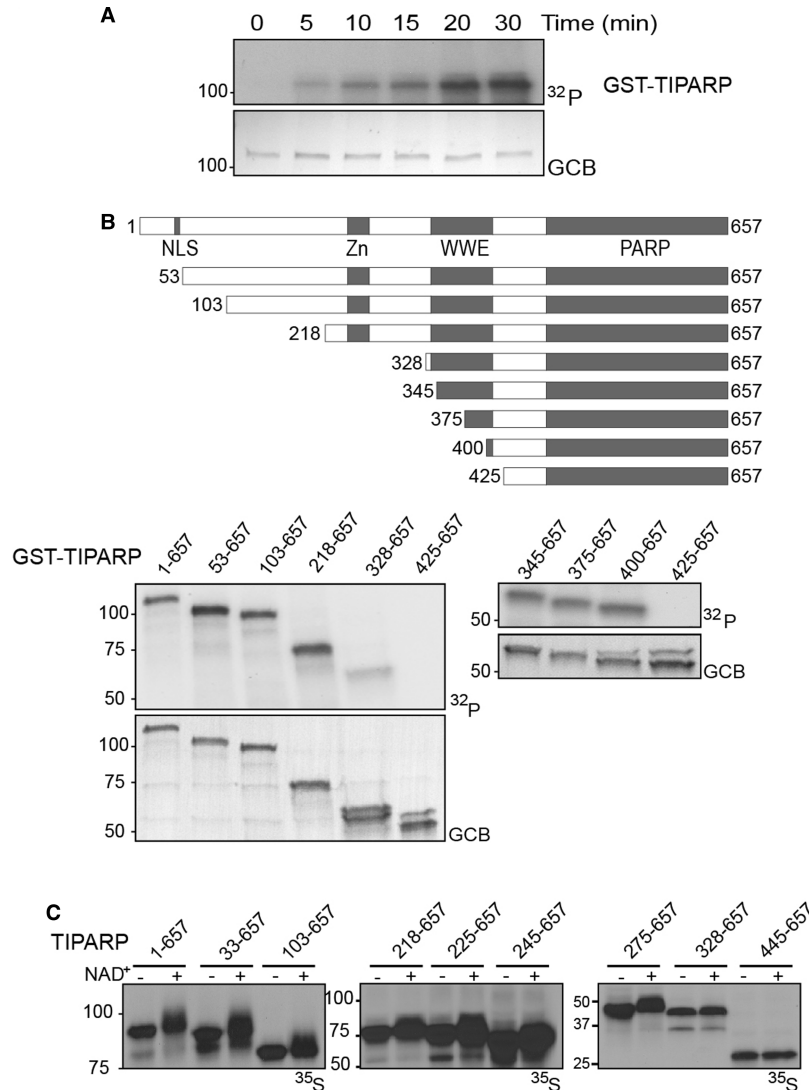 A
0 5 10 15 20 30 Time (min)
100
32P
GST-TIPARP
100
GCB
B
1 657
NLS Zn WWE PARP
53 657
103 657
218 657
328 657
345 657
375 657
400 657
425 657
GST-TIPARP
1-657 53-657 103-657 218-657 328-657 425-657
100
75
50
32P
100
75
50
GCB
345-657 375-657 400-657 425-657
50
32P
50
GCB
C
TIPARP
1-657 33-657 103-657 218-657 225-657 245-657 275-657 328-657 445-657
NAD+ - + - + - + - + - + - + - + - + - +
100
75
35S
100
75
50
35S
50
37
25
35S